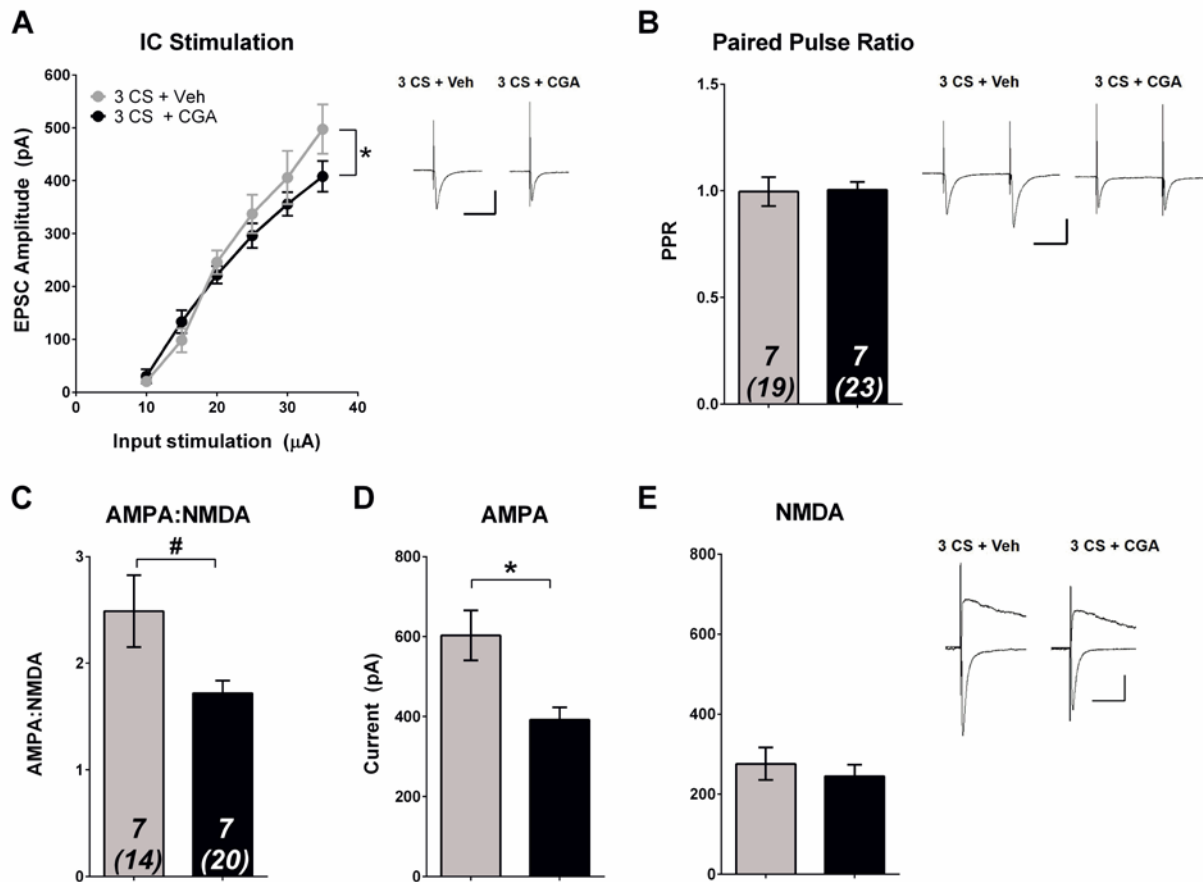 A
IC Stimulation
3 CS + Veh
3 CS + CGA
EPSC Amplitude (pA)
600
500
400
300
200
100
0
*
0
10
20
30
40
Input stimulation (μA)
3 CS + Veh
3 CS + CGA
B
Paired Pulse Ratio
PPR
1.5
1.0
0.5
0.0
7
(19)
7
(23)
3 CS + Veh
3 CS + CGA
C
AMPA:NMDA
AMPA:NMDA
3
2
1
0
#
7
(14)
7
(20)
D
AMPA
Current (pA)
800
600
400
200
0
*
E
NMDA
800
600
400
200
0
3 CS + Veh
3 CS + CGA